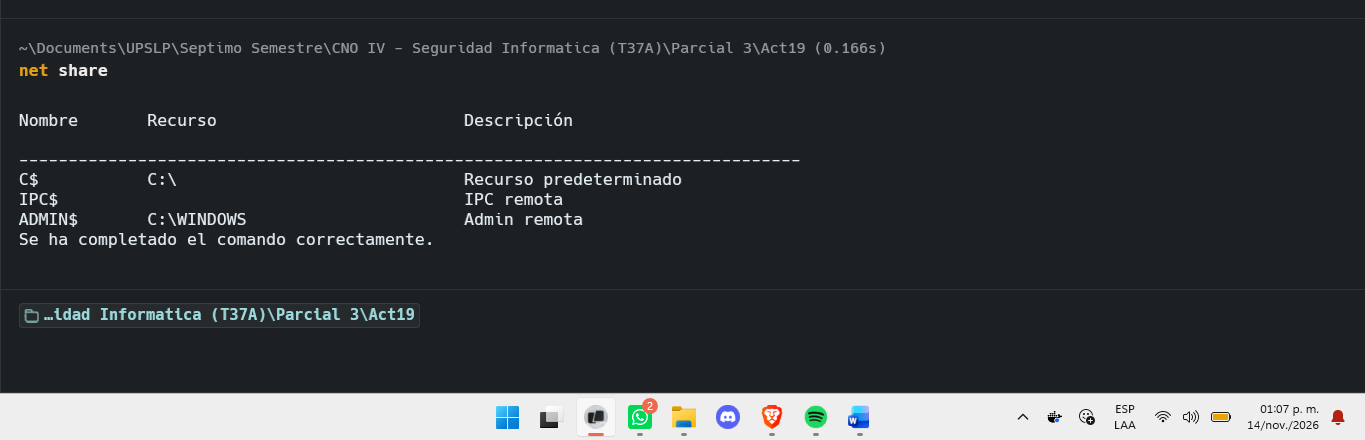 ~\Documents\UPSLP\Septimo Semestre\CNO IV - Seguridad Informatica (T37A)\Parcial 3\Act19 (0.166s)
net share
Nombre Recurso Descripción
-------------------------------------------------------------------------------
C$ C:\ Recurso predeterminado
IPC$ IPC remota
ADMIN$ C:\WINDOWS Admin remota
Se ha completado el comando correctamente.
…idad Informatica (T37A)\Parcial 3\Act19
2
ESP
LAA
01:07 p. m.
14/nov./2026